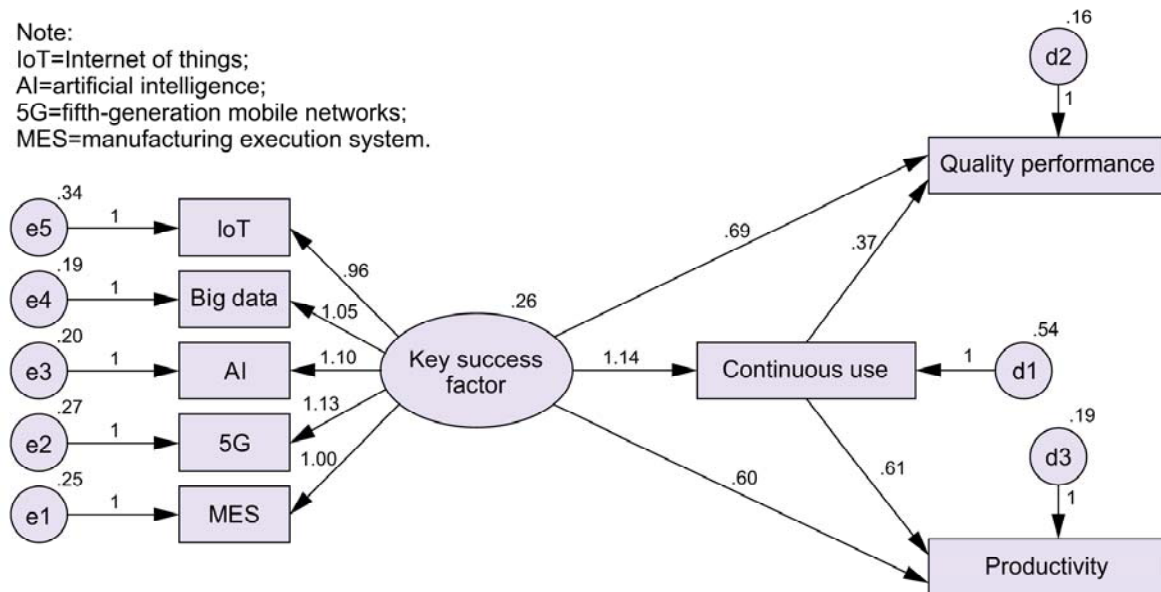 Note:
IoT=Internet of things;
AI=artificial intelligence;
5G=fifth-generation mobile networks;
MES=manufacturing execution system.
.16
d2
1
Quality performance
.34
e5
1
IoT
.19
e4
1
Big data
.20
e3
1
AI
.27
e2
1
5G
.25
e1
1
MES
.96
1.05
1.10
1.13
1.00
.26
Key success
factor
.69
1.14
.60
.37
Continuous use
1
.54
d1
.61
.19
d3
1
Productivity